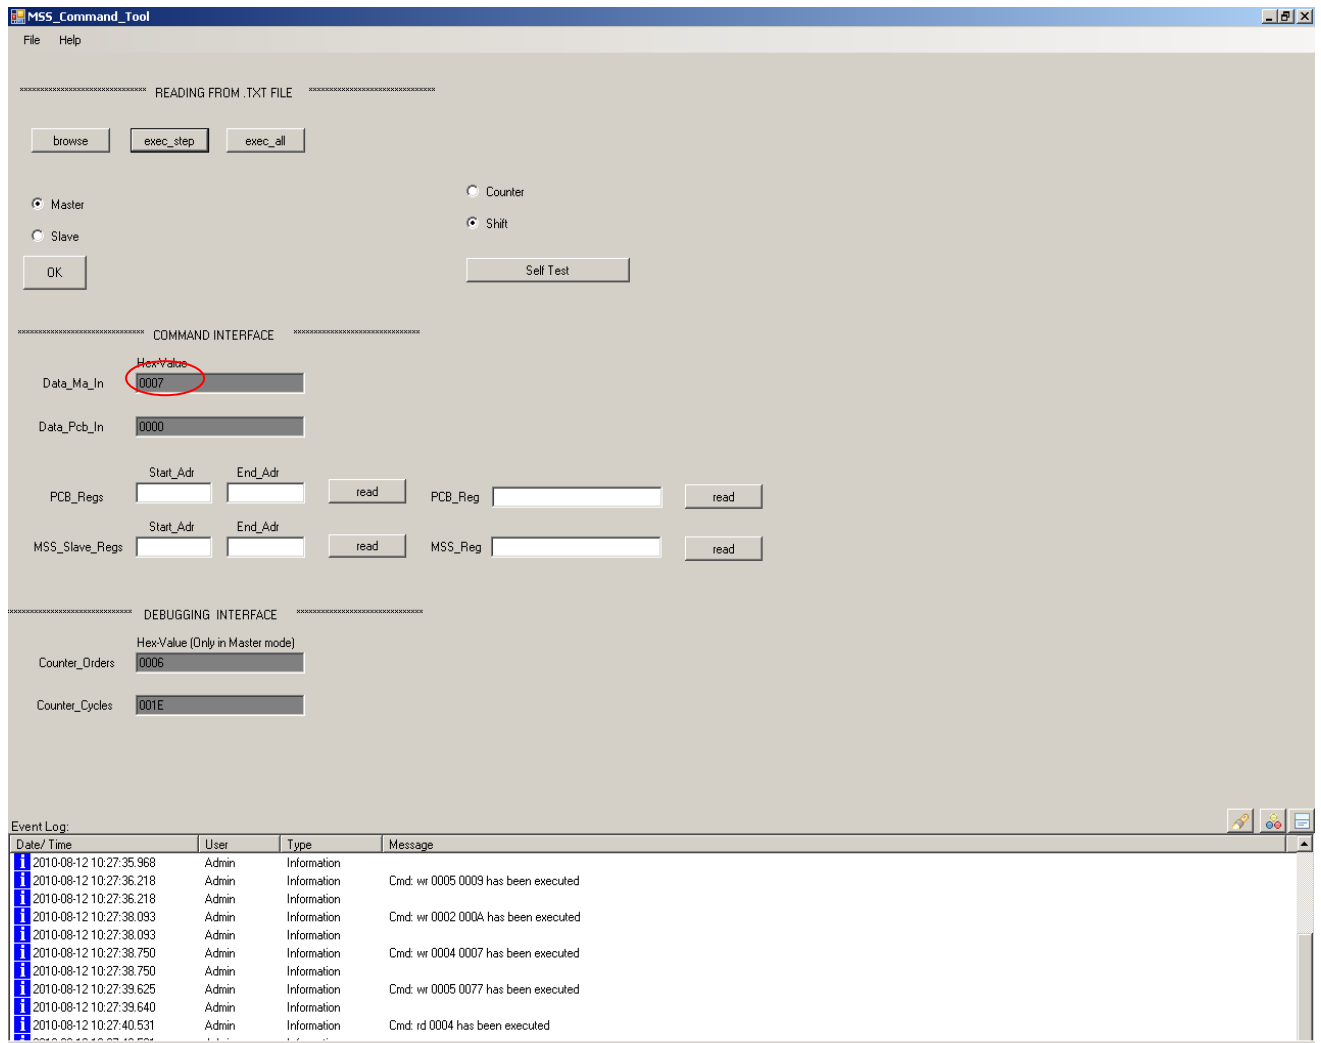 MSS_Command_Tool
File Help
READING FROM .TXT FILE
browse exec_step exec_all
Counter
Master
Shift
Slave
OK
Self Test
COMMAND INTERFACE
Hex-Value
Data_Ma_In 0007
Data_Pcb_In 0000
Start_Adr End_Adr
PCB_Regs read PCB_Reg read
Start_Adr End_Adr
MSS_Slave_Regs read MSS_Reg read
DEBUGGING INTERFACE
Hex-Value (Only in Master mode)
Counter_Orders 0006
Counter_Cycles 001E
Event Log:
Date/ Time User Type Message
2010-08-12 10:27:35.968 Admin Information
2010-08-12 10:27:36.218 Admin Information Cmd: wr 0005 0009 has been executed
2010-08-12 10:27:36.218 Admin Information
2010-08-12 10:27:38.093 Admin Information Cmd: wr 0002 000A has been executed
2010-08-12 10:27:38.093 Admin Information
2010-08-12 10:27:38.750 Admin Information Cmd: wr 0004 0007 has been executed
2010-08-12 10:27:38.750 Admin Information
2010-08-12 10:27:39.625 Admin Information Cmd: wr 0005 0077 has been executed
2010-08-12 10:27:39.640 Admin Information
2010-08-12 10:27:40.531 Admin Information Cmd: rd 0004 has been executed